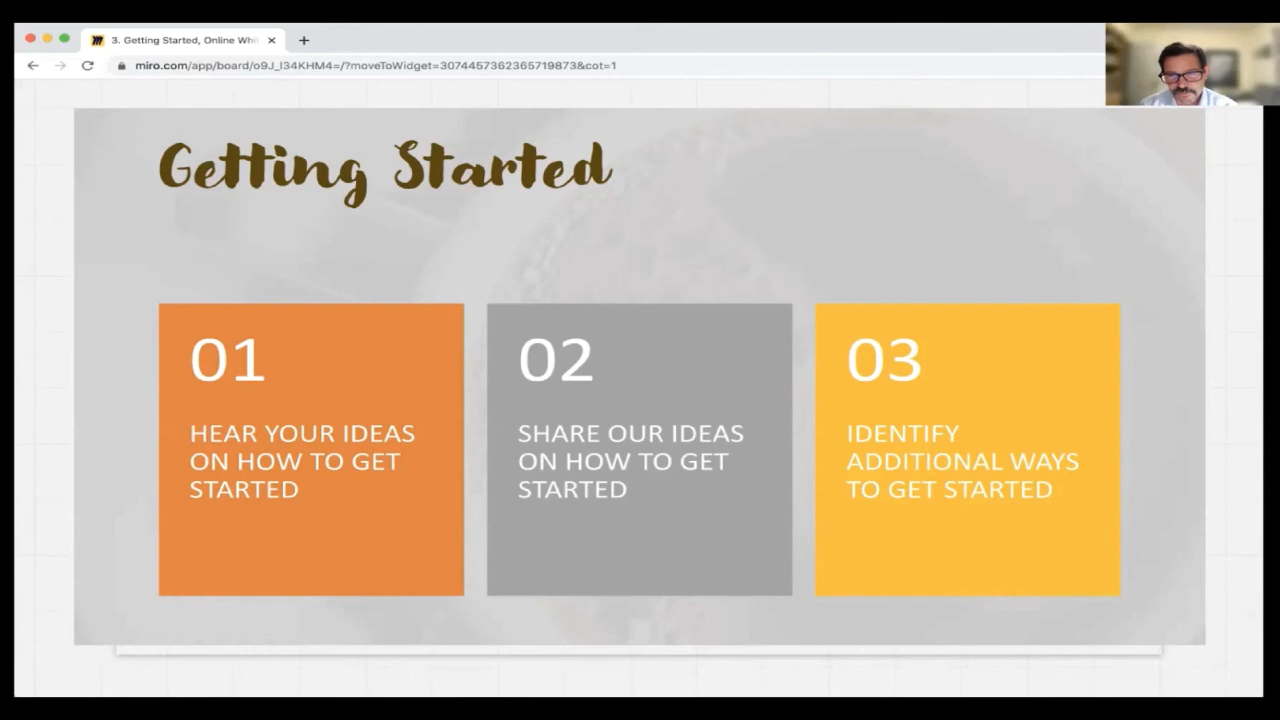 3. Getting Started, Online Whi
miro.com/app/board/o9J_l34KHM4=/?moveToWidget=3074457362365719873&cot=1
Getting Started
01
HEAR YOUR IDEAS
ON HOW TO GET
STARTED
02
SHARE OUR IDEAS
ON HOW TO GET
STARTED
03
IDENTIFY
ADDITIONAL WAYS
TO GET STARTED